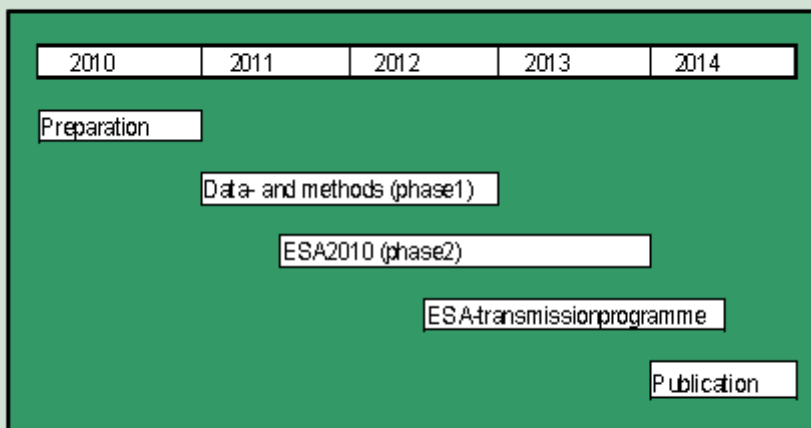 2010 2011 2012 2013 2014
Preparation
Data- and methods (phase1)
ESA2010 (phase2)
ESA-transmissionprogramme
Publication